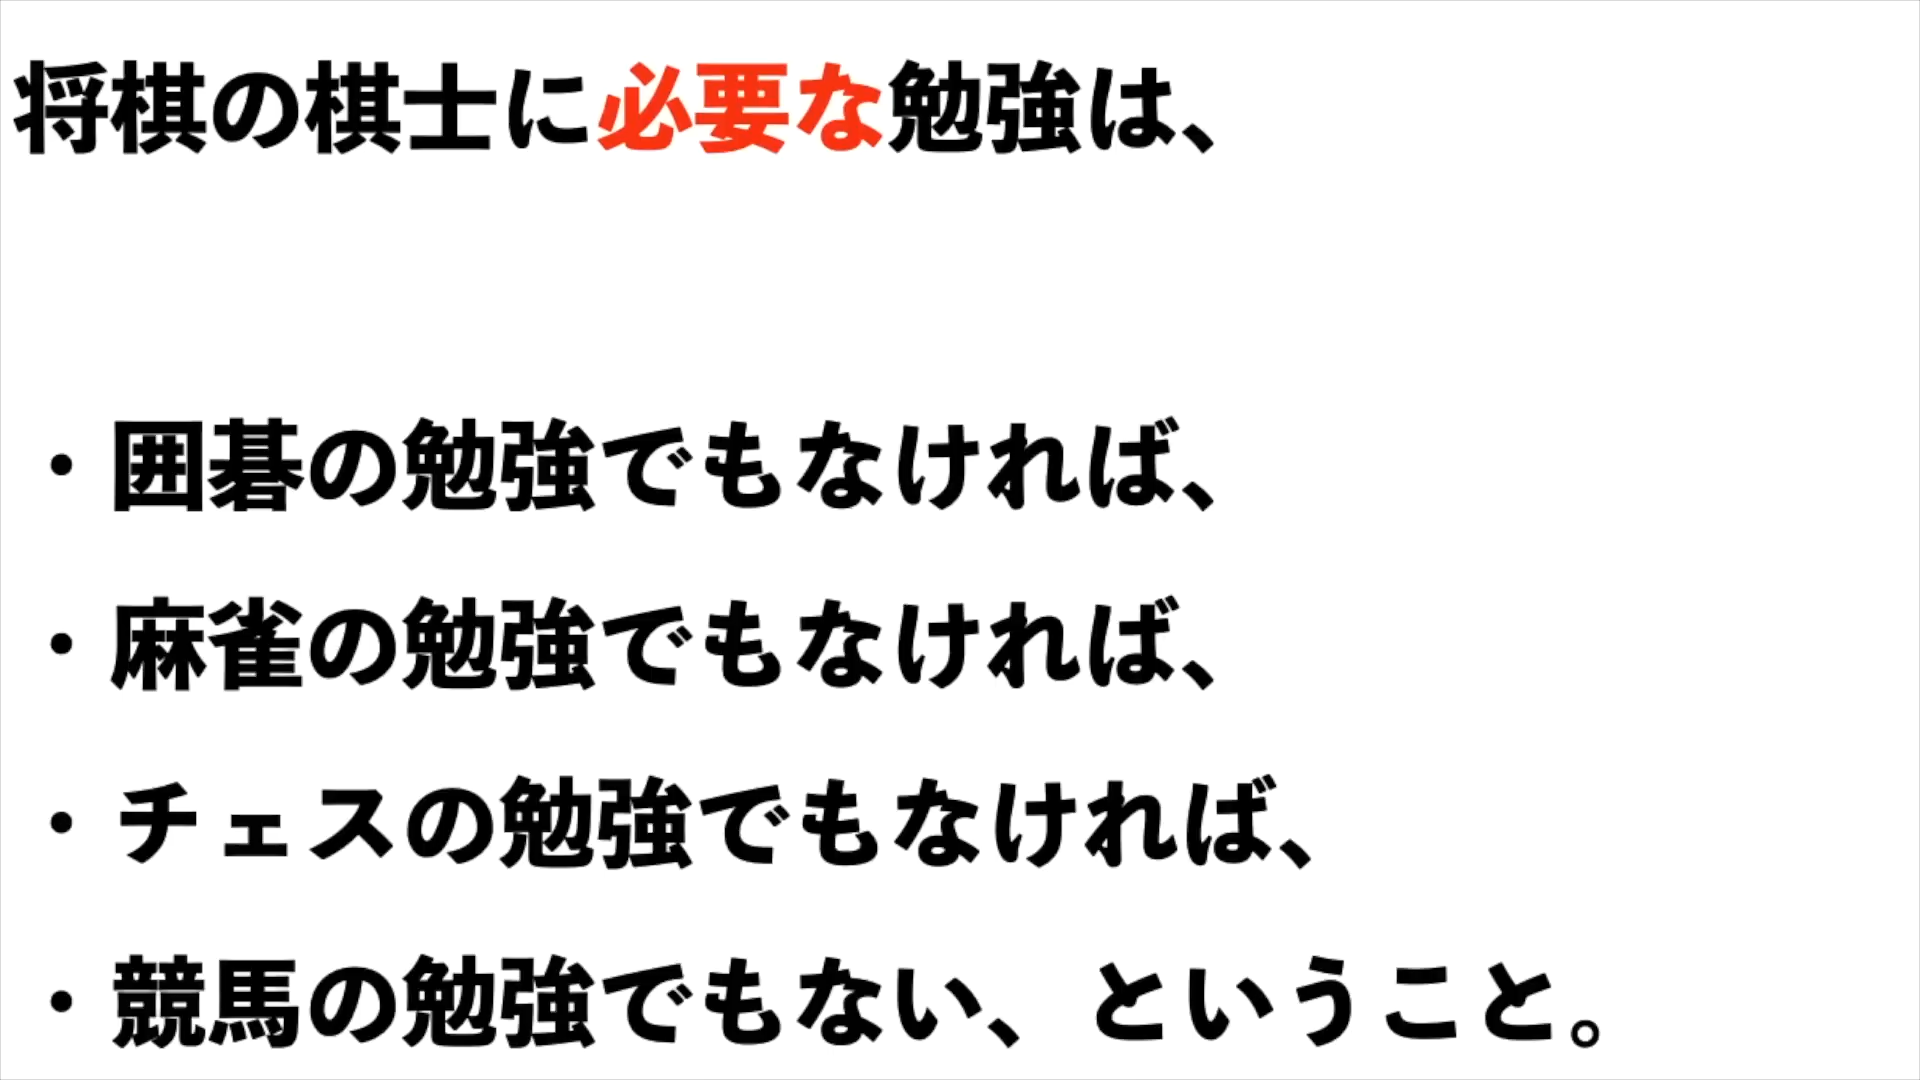 将棋の棋士に必要な勉強は、
・囲碁の勉強でもなければ、
・麻雀の勉強でもなければ、
・チェスの勉強でもなければ、
・競馬の勉強でもない、ということ。